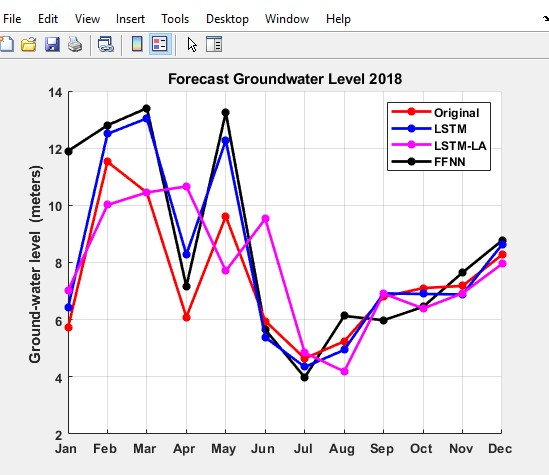 File Edit View Insert Tools Desktop Window Help
Forecast Groundwater Level 2018
Original
LSTM
LSTM-LA
FFNN
14
12
10
8
6
4
2
Ground-water level (meters)
Jan Feb Mar Apr May Jun Jul Aug Sep Oct Nov Dec